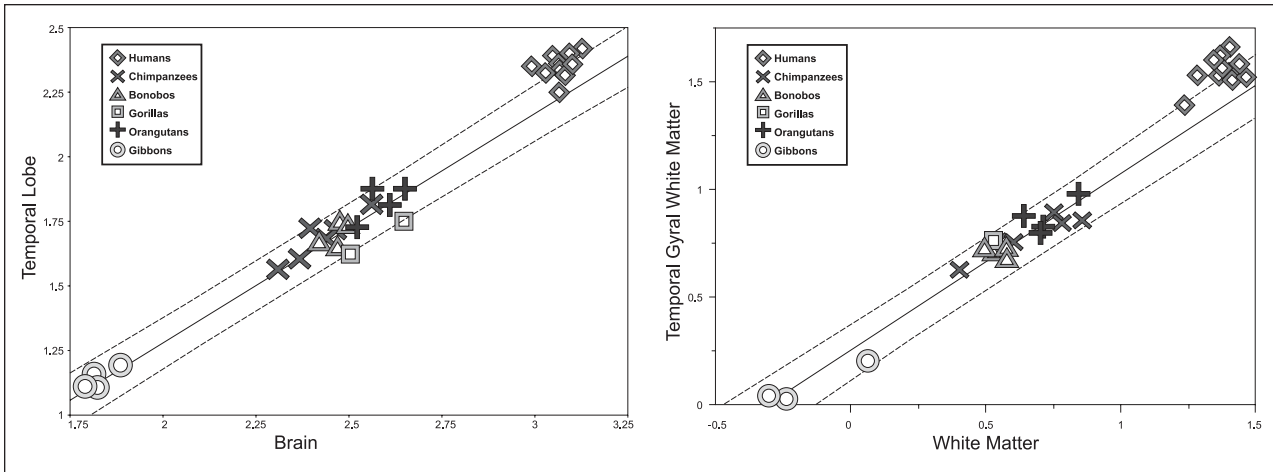 2.5
2.25
2
1.75
1.5
1.25
1
Temporal Lobe
Humans
Chimpanzees
Bonobos
Gorillas
Orangutans
Gibbons
1.75
2
2.25
2.5
2.75
3
3.25
Brain
1.5
1
0.5
0
Temporal Gyral White Matter
Humans
Chimpanzees
Bonobos
Gorillas
Orangutans
Gibbons
-0.5
0
0.5
1
1.5
White Matter